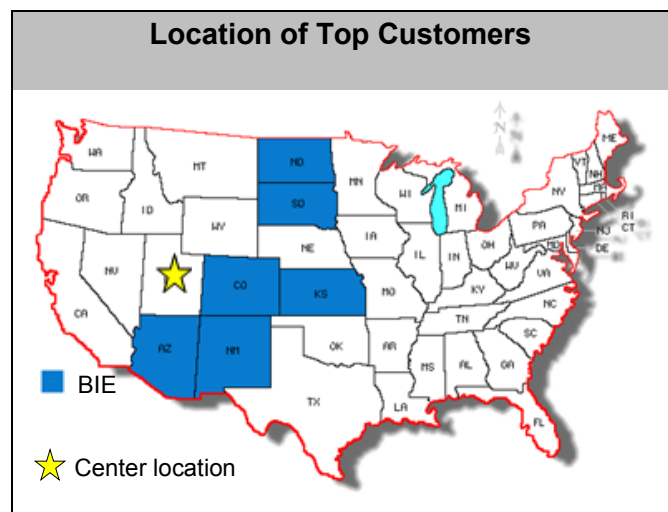 Location of Top Customers
N
N
WA
MT
ND
MN
ME
VT
NH
OR
ID
SD
WI
MI
NY
MA
WY
IA
PA
RI
CT
NJ
NE
IL
IN
OH
MD
DE
NV
CO
KS
MO
WV
VA
KY
CA
NC
TN
AZ
NM
OK
AR
SC
MS
AL
GA
TX
LA
FL
BIE
Center location